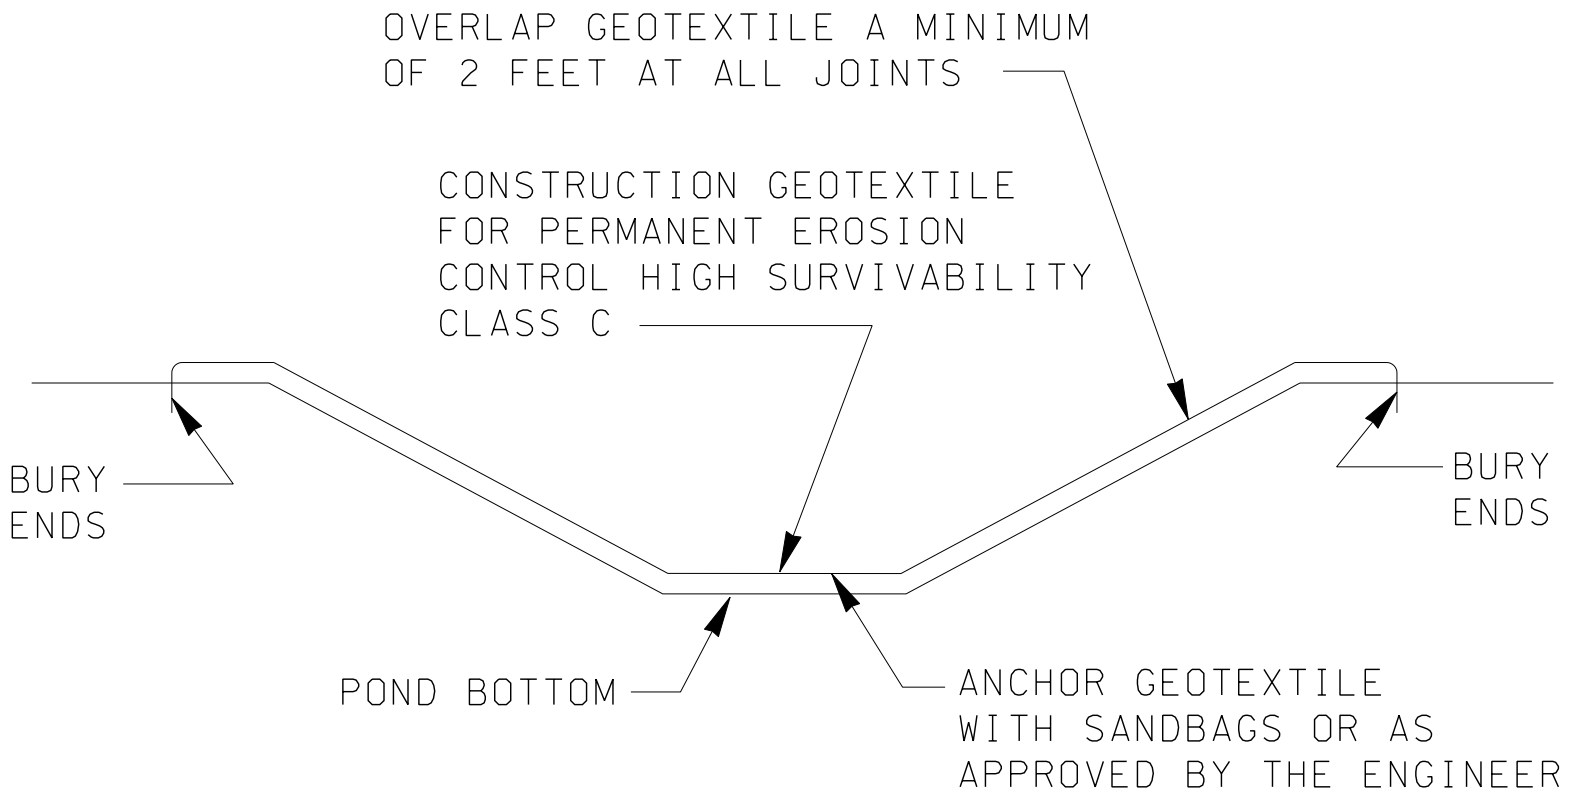 OVERLAP GEOTEXTILE A MINIMUM
OF 2 FEET AT ALL JOINTS
CONSTRUCTION GEOTEXTILE
FOR PERMANENT EROSION
CONTROL HIGH SURVIVABILITY
CLASS C
BURY
ENDS
BURY
ENDS
POND BOTTOM
ANCHOR GEOTEXTILE
WITH SANDBAGS OR AS
APPROVED BY THE ENGINEER